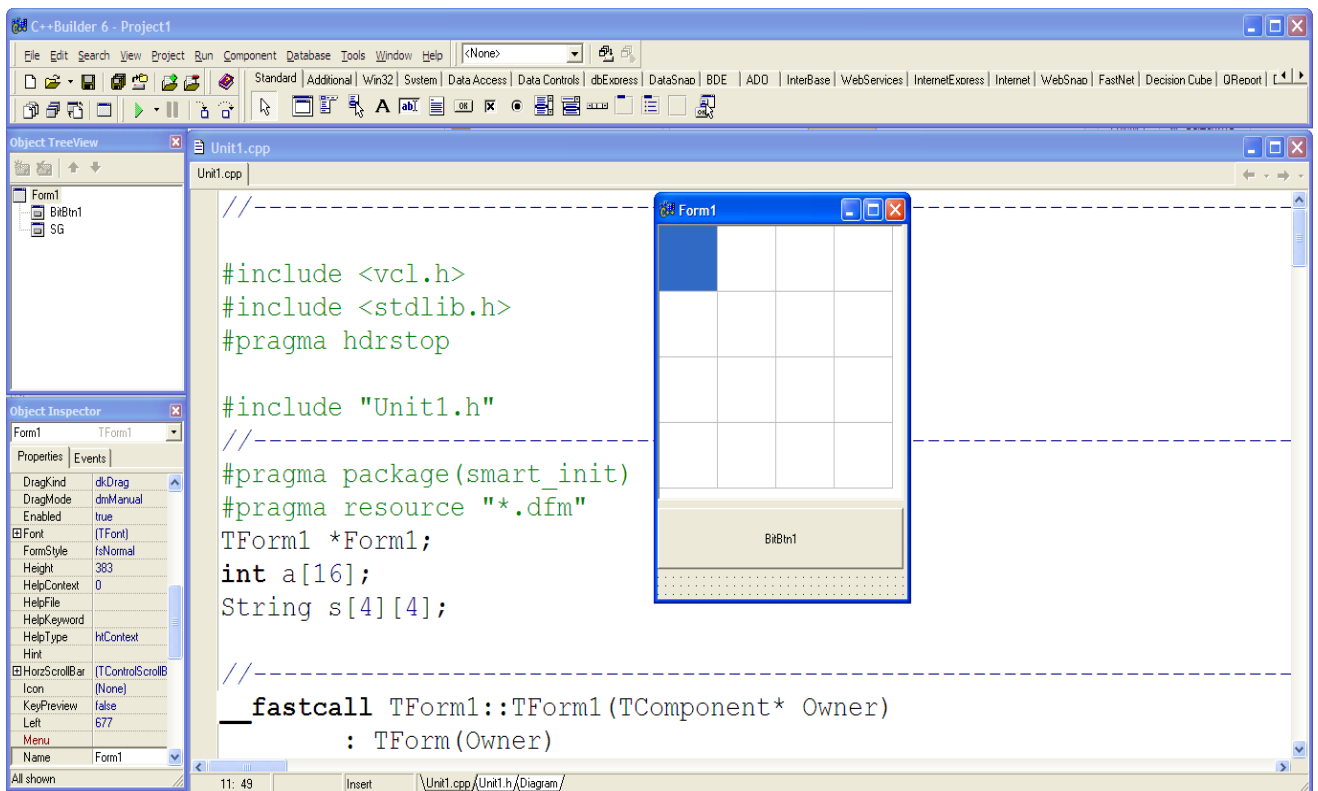 C++Builder 6 - Project1
File Edit Search View Project Run Component Database Tools Window Help <None>
Standard Additional Win32 System Data Access Data Controls dbExpress DataSnap BDE ADO InterBase WebServices InternetExpress Internet WebSnap FastNet Decision Cube QReport
Object TreeView
Form1
BitBtn1
SG
Object Inspector
Form1 TForm1
Properties Events
DragKind dkDrag
DragMode dmManual
Enabled true
Font (TFont)
FormStyle fsNormal
Height 383
HelpContext 0
HelpFile
HelpKeyword
HelpType htContext
Hint
HorzScrollBar (TControlScrollB
Icon (None)
KeyPreview false
Left 677
Menu
Name Form1
All shown
Unit1.cpp
Unit1.cpp
//--------------------------------------------------------------
#include <vcl.h>
#include <stdlib.h>
#pragma hdrstop
#include "Unit1.h"
//--------------------------------------------------------------
#pragma package(smart_init)
#pragma resource "*.dfm"
TForm1 *Form1;
int a[16];
String s[4][4];
//--------------------------------------------------------------
__fastcall TForm1::TForm1(TComponent* Owner)
: TForm(Owner)
Form1
BitBtn1
11: 49 Insert \Unit1.cpp/Unit1.h/Diagram/